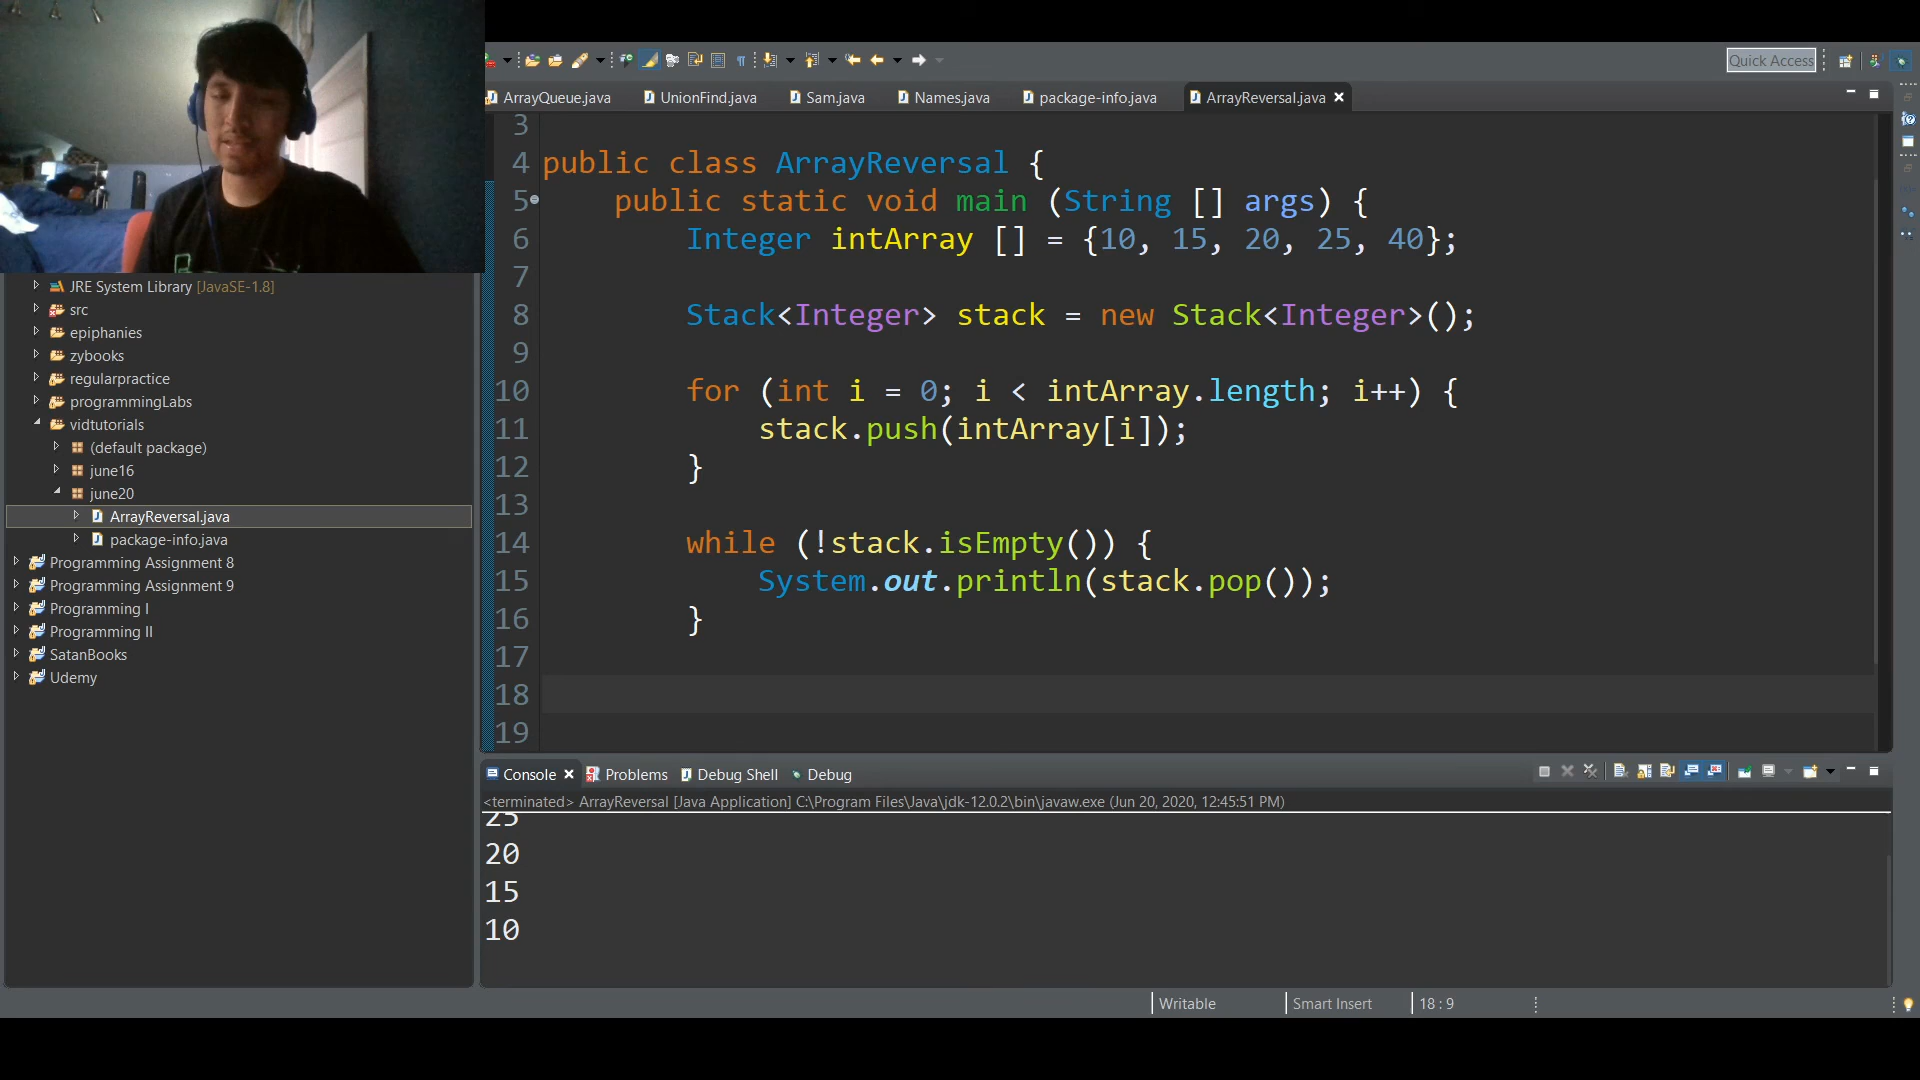 Quick Access
ArrayQueue.java
UnionFind.java
Sam.java
Names.java
package-info.java
ArrayReversal.java
3
4 public class ArrayReversal {
5 public static void main (String [] args) {
6 Integer intArray [] = {10, 15, 20, 25, 40};
7
8 Stack<Integer> stack = new Stack<Integer>();
9
10 for (int i = 0; i < intArray.length; i++) {
11 stack.push(intArray[i]);
12 }
13
14 while (!stack.isEmpty()) {
15 System.out.println(stack.pop());
16 }
17
18
19
JRE System Library [JavaSE-1.8]
src
epiphanies
zybooks
regularpractice
programmingLabs
vidtutorials
(default package)
june16
june20
ArrayReversal.java
package-info.java
Programming Assignment 8
Programming Assignment 9
Programming I
Programming II
SatanBooks
Udemy
Console
Problems
Debug Shell
Debug
<terminated> ArrayReversal [Java Application] C:\Program Files\Java\jdk-12.0.2\bin\javaw.exe (Jun 20, 2020, 12:45:51 PM)
25
20
15
10
Writable
Smart Insert
18 : 9